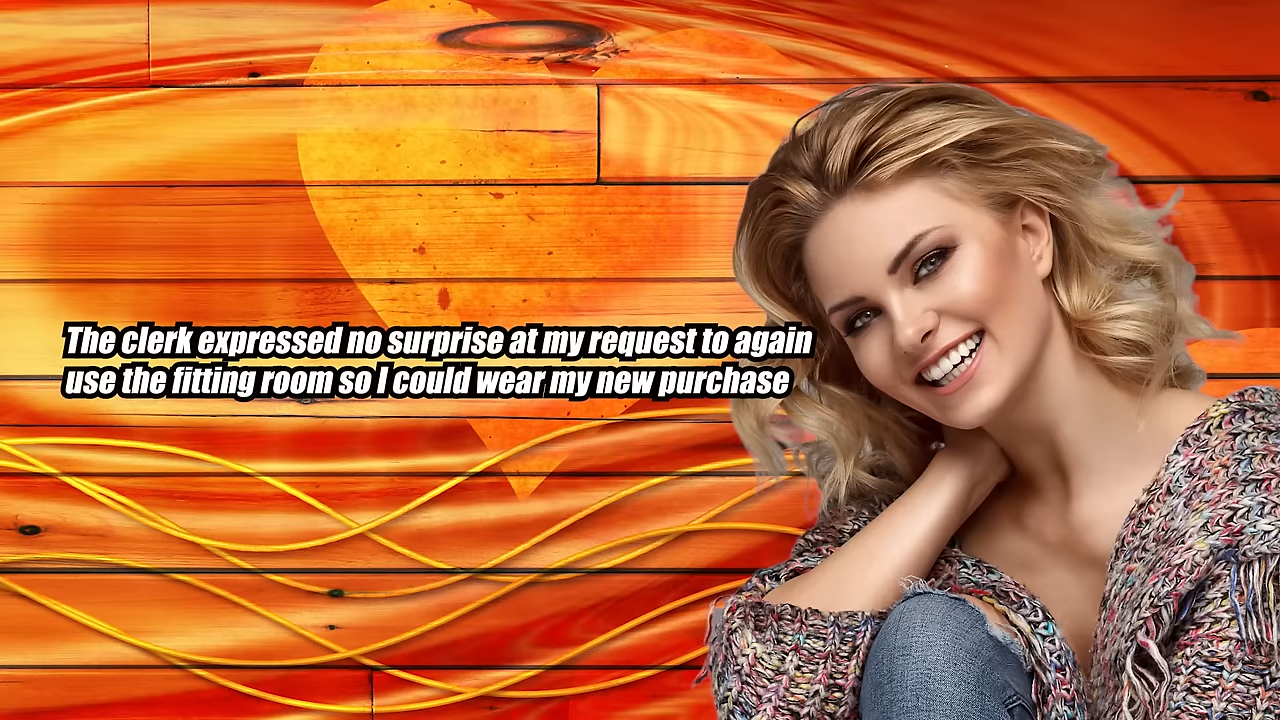 The clerk expressed no surprise at my request to again
use the fitting room so I could wear my new purchase